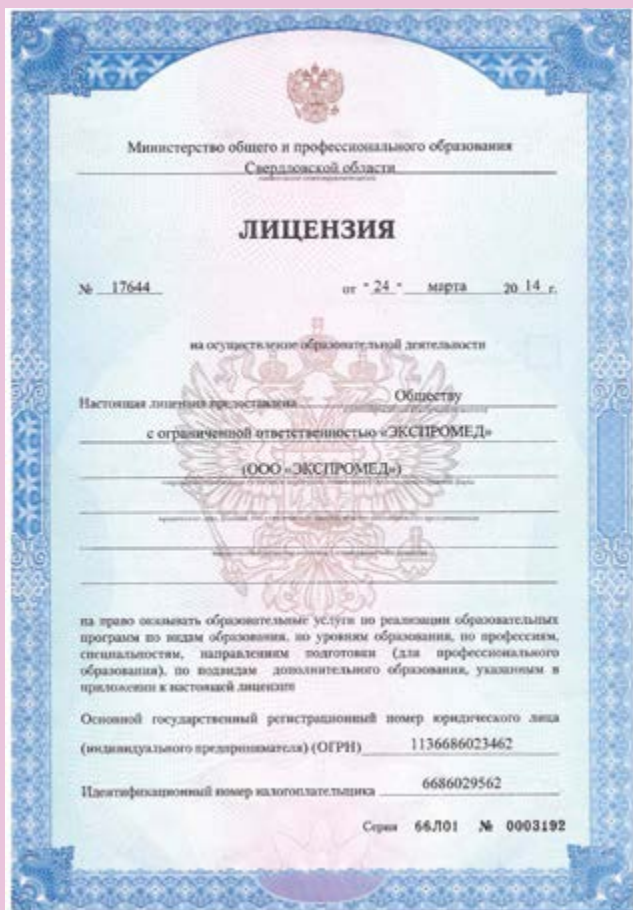 Министерство общего и профессионального образования
Свердловской области
ЛИЦЕНЗИЯ
№ 17644 от "24" марта 2014 г.
на осуществление образовательной деятельности
Настоящая лицензия предоставлена Обществу
с ограниченной ответственностью «ЭКСПРОМЕД»
(ООО «ЭКСПРОМЕД»)
на право оказывать образовательные услуги по реализации образовательных
программ по видам образования, по уровням образования, по профессиям,
специальностям, направлениям подготовки (для профессионального
образования), по подвидам дополнительного образования, указанным в
приложении к настоящей лицензии
Основной государственный регистрационный номер юридического лица
(индивидуального предпринимателя) (ОГРН) 1136686023462
Идентификационный номер налогоплательщика 6686029562
Серия 66Л01 № 0003192